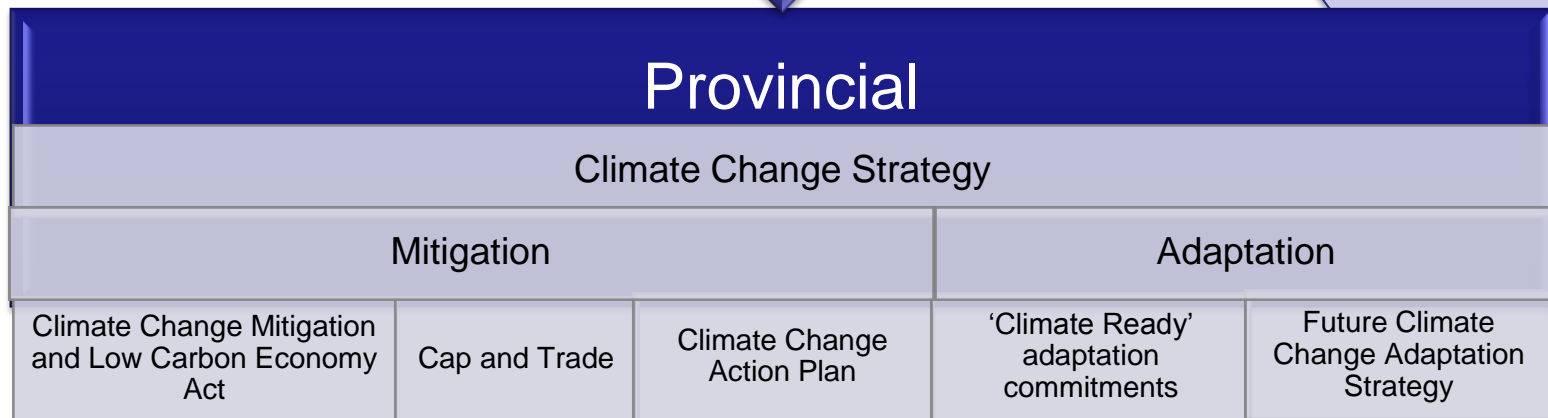 Provincial
Climate Change Strategy
Mitigation
Adaptation
Climate Change Mitigation
and Low Carbon Economy
Act
Cap and Trade
Climate Change
Action Plan
‘Climate Ready’
adaptation
commitments
Future Climate
Change Adaptation
Strategy